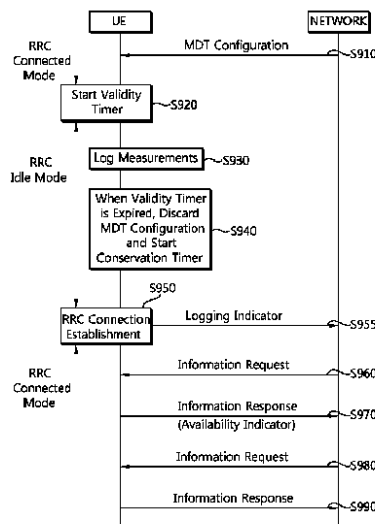 UE
NETWORK
RRC
Connected
Mode
MDT Configuration
S910
Start Validity
Timer
S920
Log Measurements
S930
RRC
Idle Mode
When Validity Timer
is Expired, Discard
MDT Configuration
and Start
Conservation Timer
S940
S950
RRC Connection
Establishment
Logging Indicator
S955
RRC
Connected
Mode
Information Request
S960
Information Response
(Availability Indicator)
S970
Information Request
S980
Information Response
S990